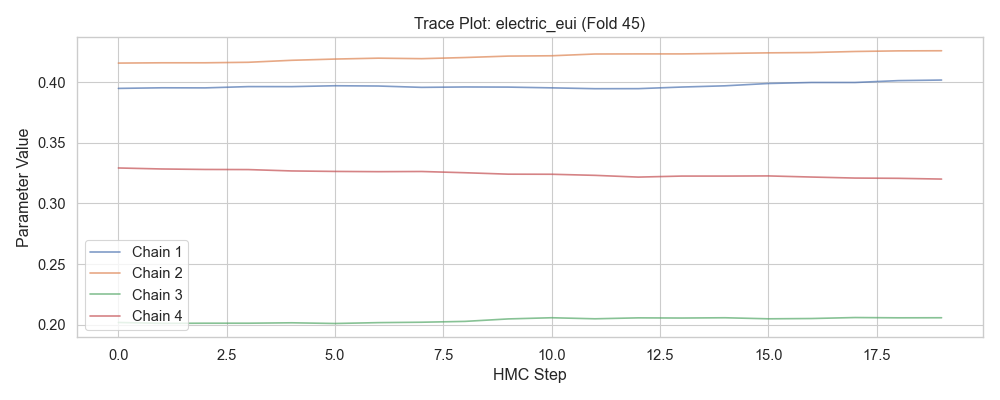 Trace Plot: electric_eui (Fold 45)
Parameter Value
0.40
0.35
0.30
0.25
0.20
Chain 1
Chain 2
Chain 3
Chain 4
0.0 2.5 5.0 7.5 10.0 12.5 15.0 17.5
HMC Step